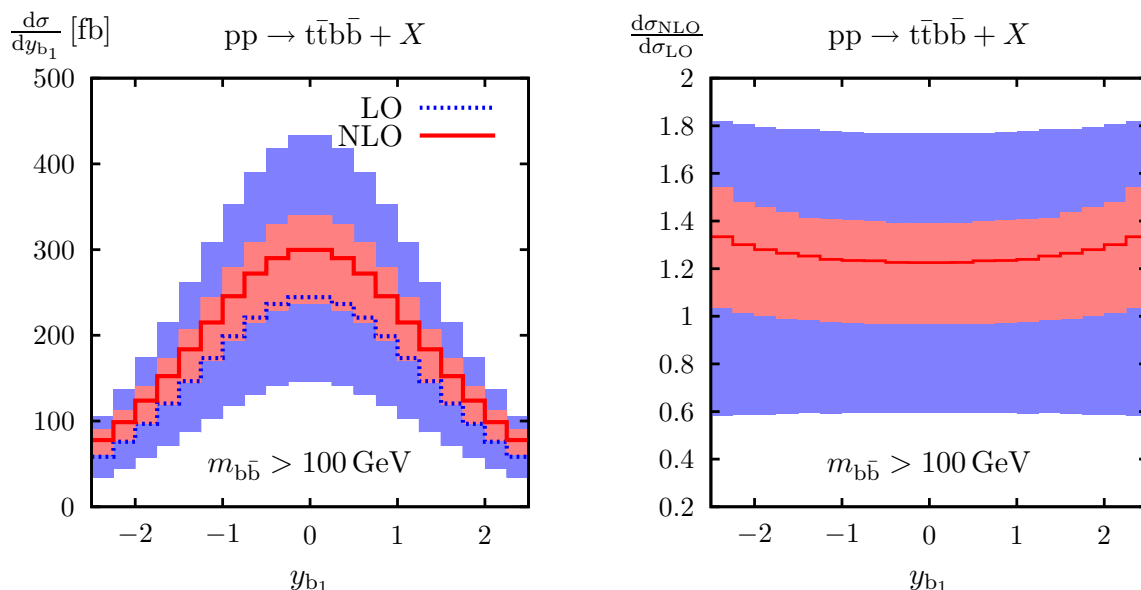 dσ/dy_b₁ [fb]
pp → tt̄bb̄ + X
500
400
300
200
100
0
LO
NLO
m_bb̄ > 100 GeV
−2 −1 0 1 2
y_b₁
dσ_NLO/dσ_LO
pp → tt̄bb̄ + X
2
1.8
1.6
1.4
1.2
1
0.8
0.6
0.4
0.2
m_bb̄ > 100 GeV
−2 −1 0 1 2
y_b₁